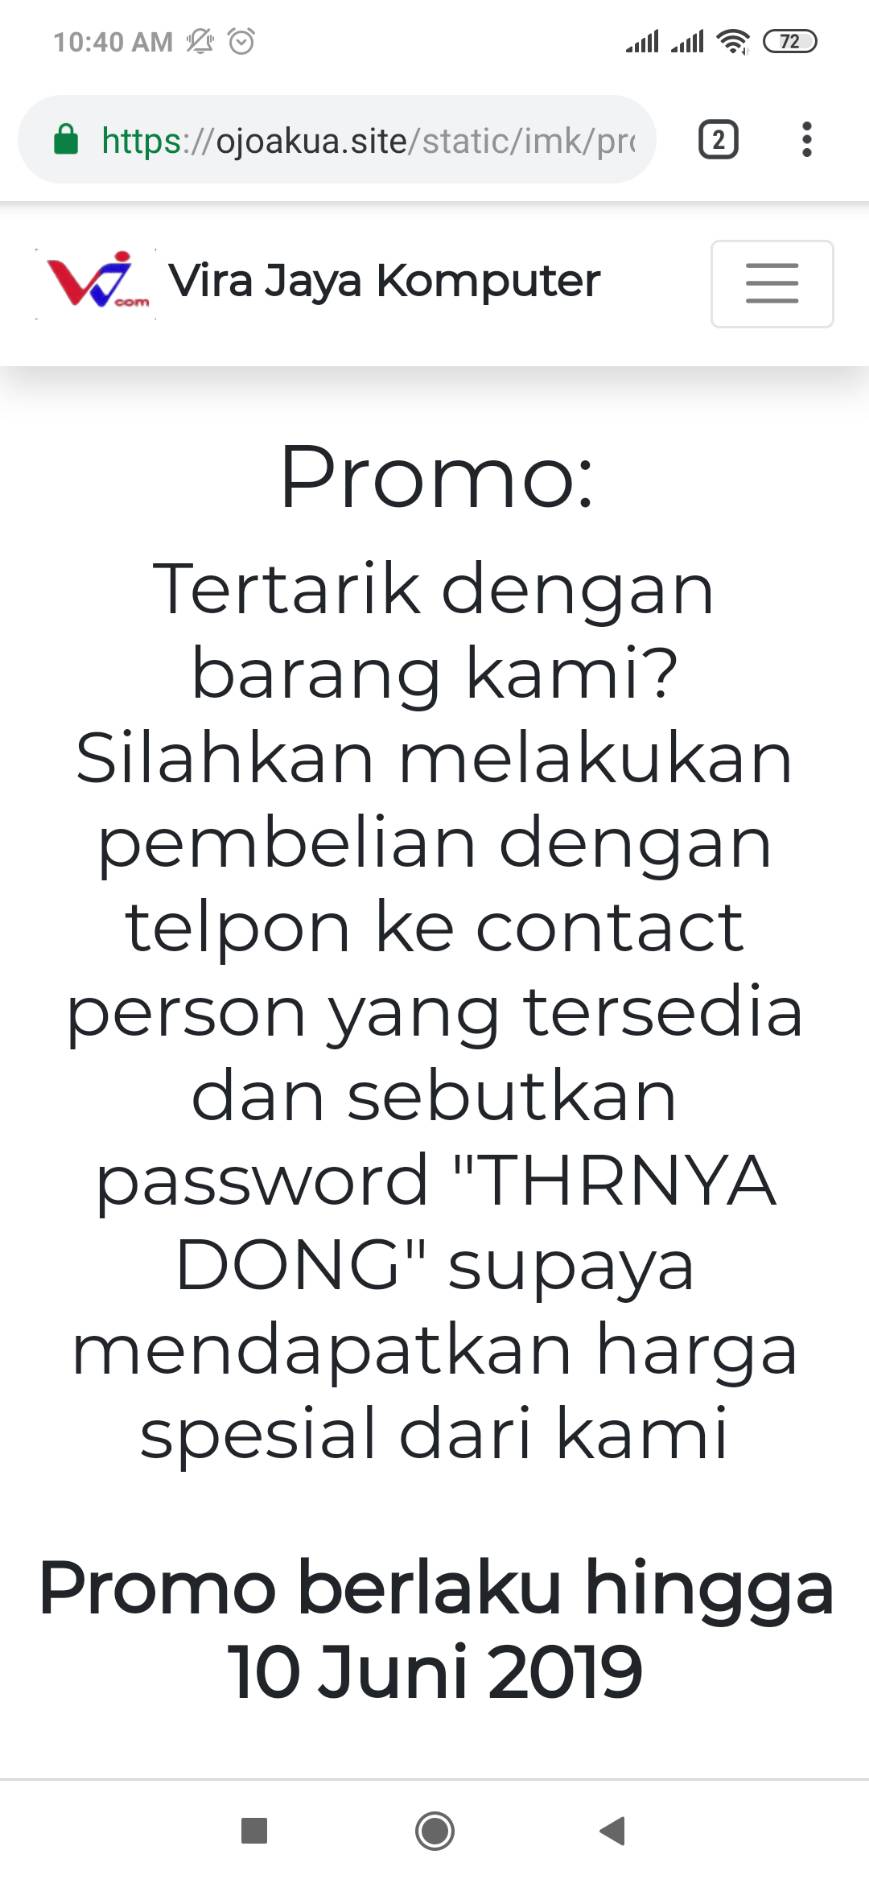 10:40 AM
72
https://ojoakua.site/static/imk/pr
2
com
Vira Jaya Komputer
Promo:
Tertarik dengan
barang kami?
Silahkan melakukan
pembelian dengan
telpon ke contact
person yang tersedia
dan sebutkan
password "THRNYA
DONG" supaya
mendapatkan harga
spesial dari kami
Promo berlaku hingga
10 Juni 2019